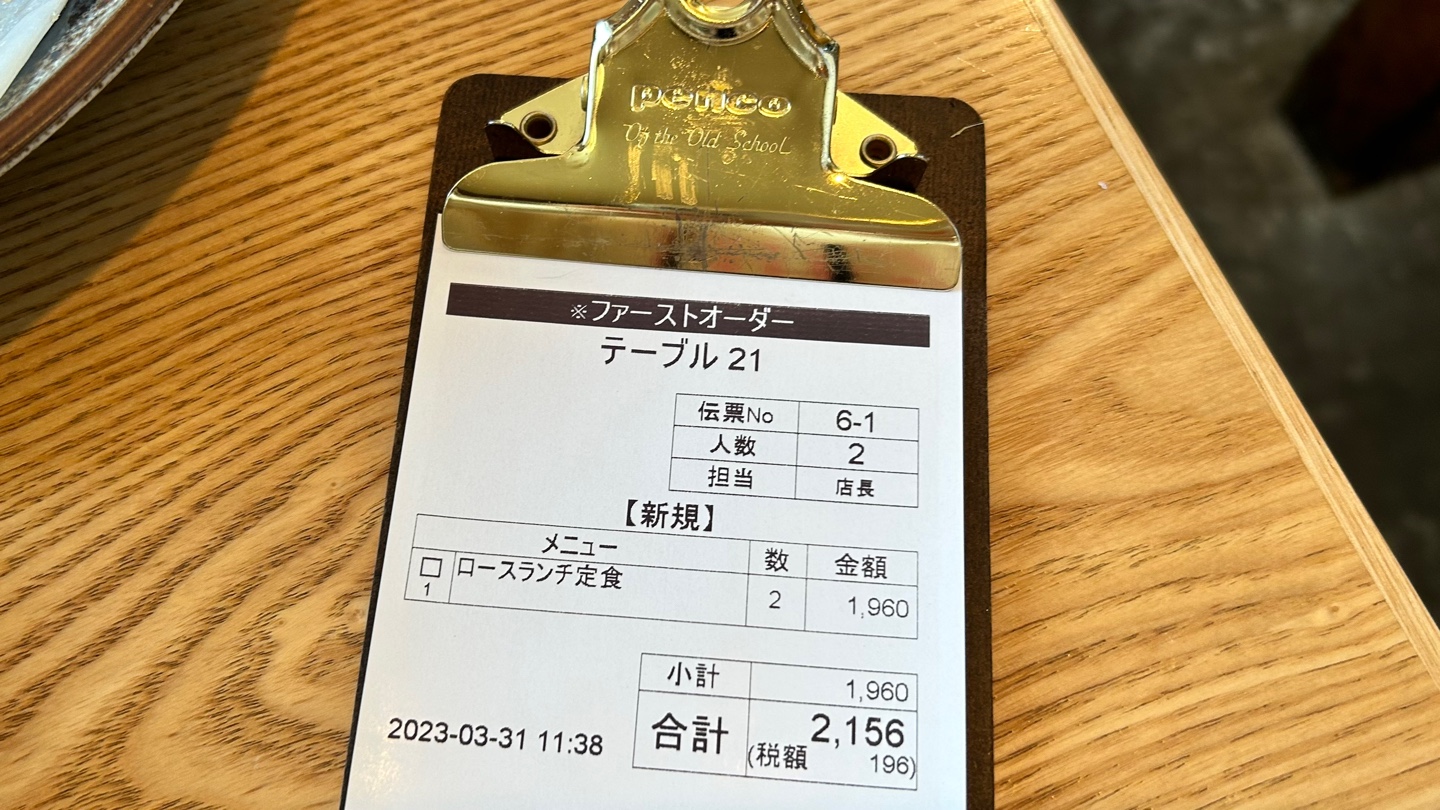 penco
On the Old School
※ファーストオーダー
テーブル 21
伝票No 6-1
人数 2
担当 店長
【新規】
メニュー 数 金額
□ ロースランチ定食 2 1,960
1
小計 1,960
合計 2,156
(税額 196)
2023-03-31 11:38